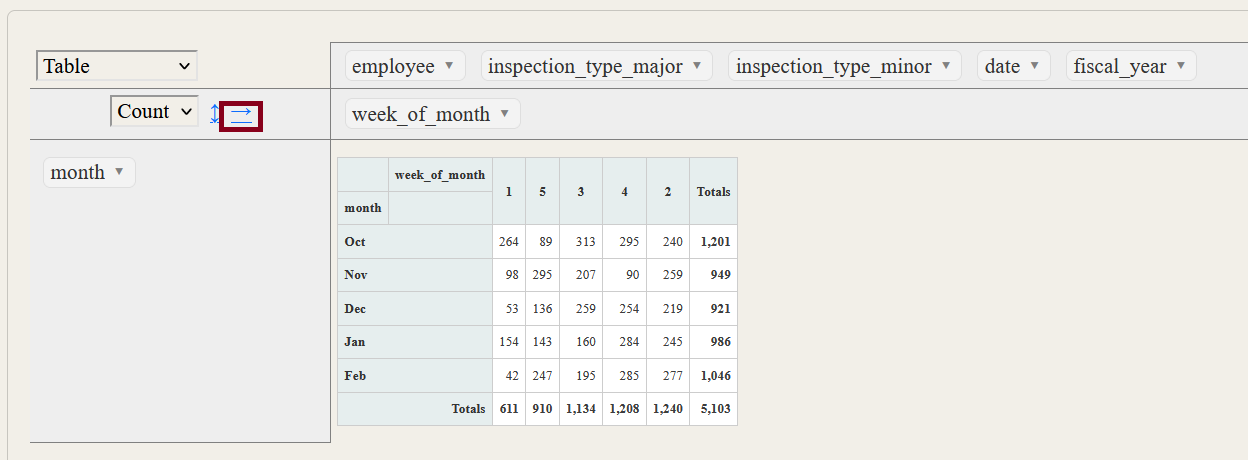 Table employee ▼ inspection_type_major ▼ inspection_type_minor ▼ date ▼ fiscal_year ▼
Count ↕ → week_of_month ▼
month ▼
week_of_month 1 5 3 4 2 Totals
month
Oct 264 89 313 295 240 1,201
Nov 98 295 207 90 259 949
Dec 53 136 259 254 219 921
Jan 154 143 160 284 245 986
Feb 42 247 195 285 277 1,046
Totals 611 910 1,134 1,208 1,240 5,103